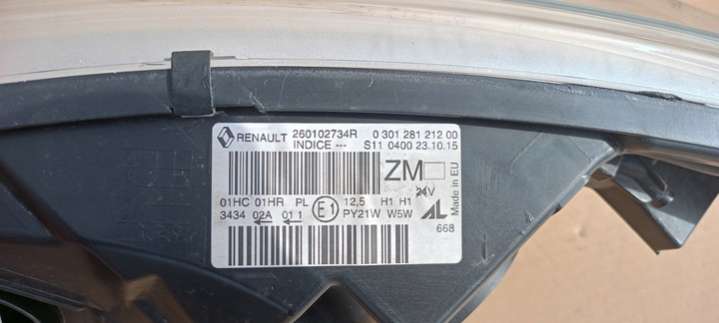 RENAULT 260102734R 0 301 281 212 00
INDICE --- S11 0400 23.10.15
ZM
24V
01HC 01HR PL E1 12,5 H1 H1
3434 02A 01 1 PY21W W5W AL
668
Made in EU